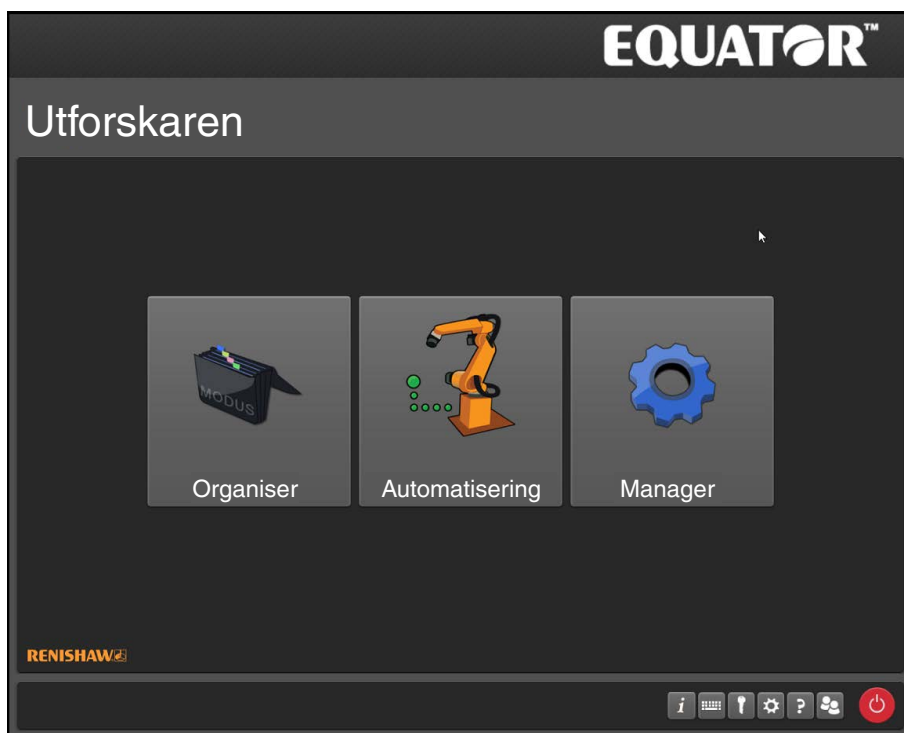 EQUATOR™
Utforskaren
MODUS
Organiser
Automatisering
Manager
RENISHAW
i
?